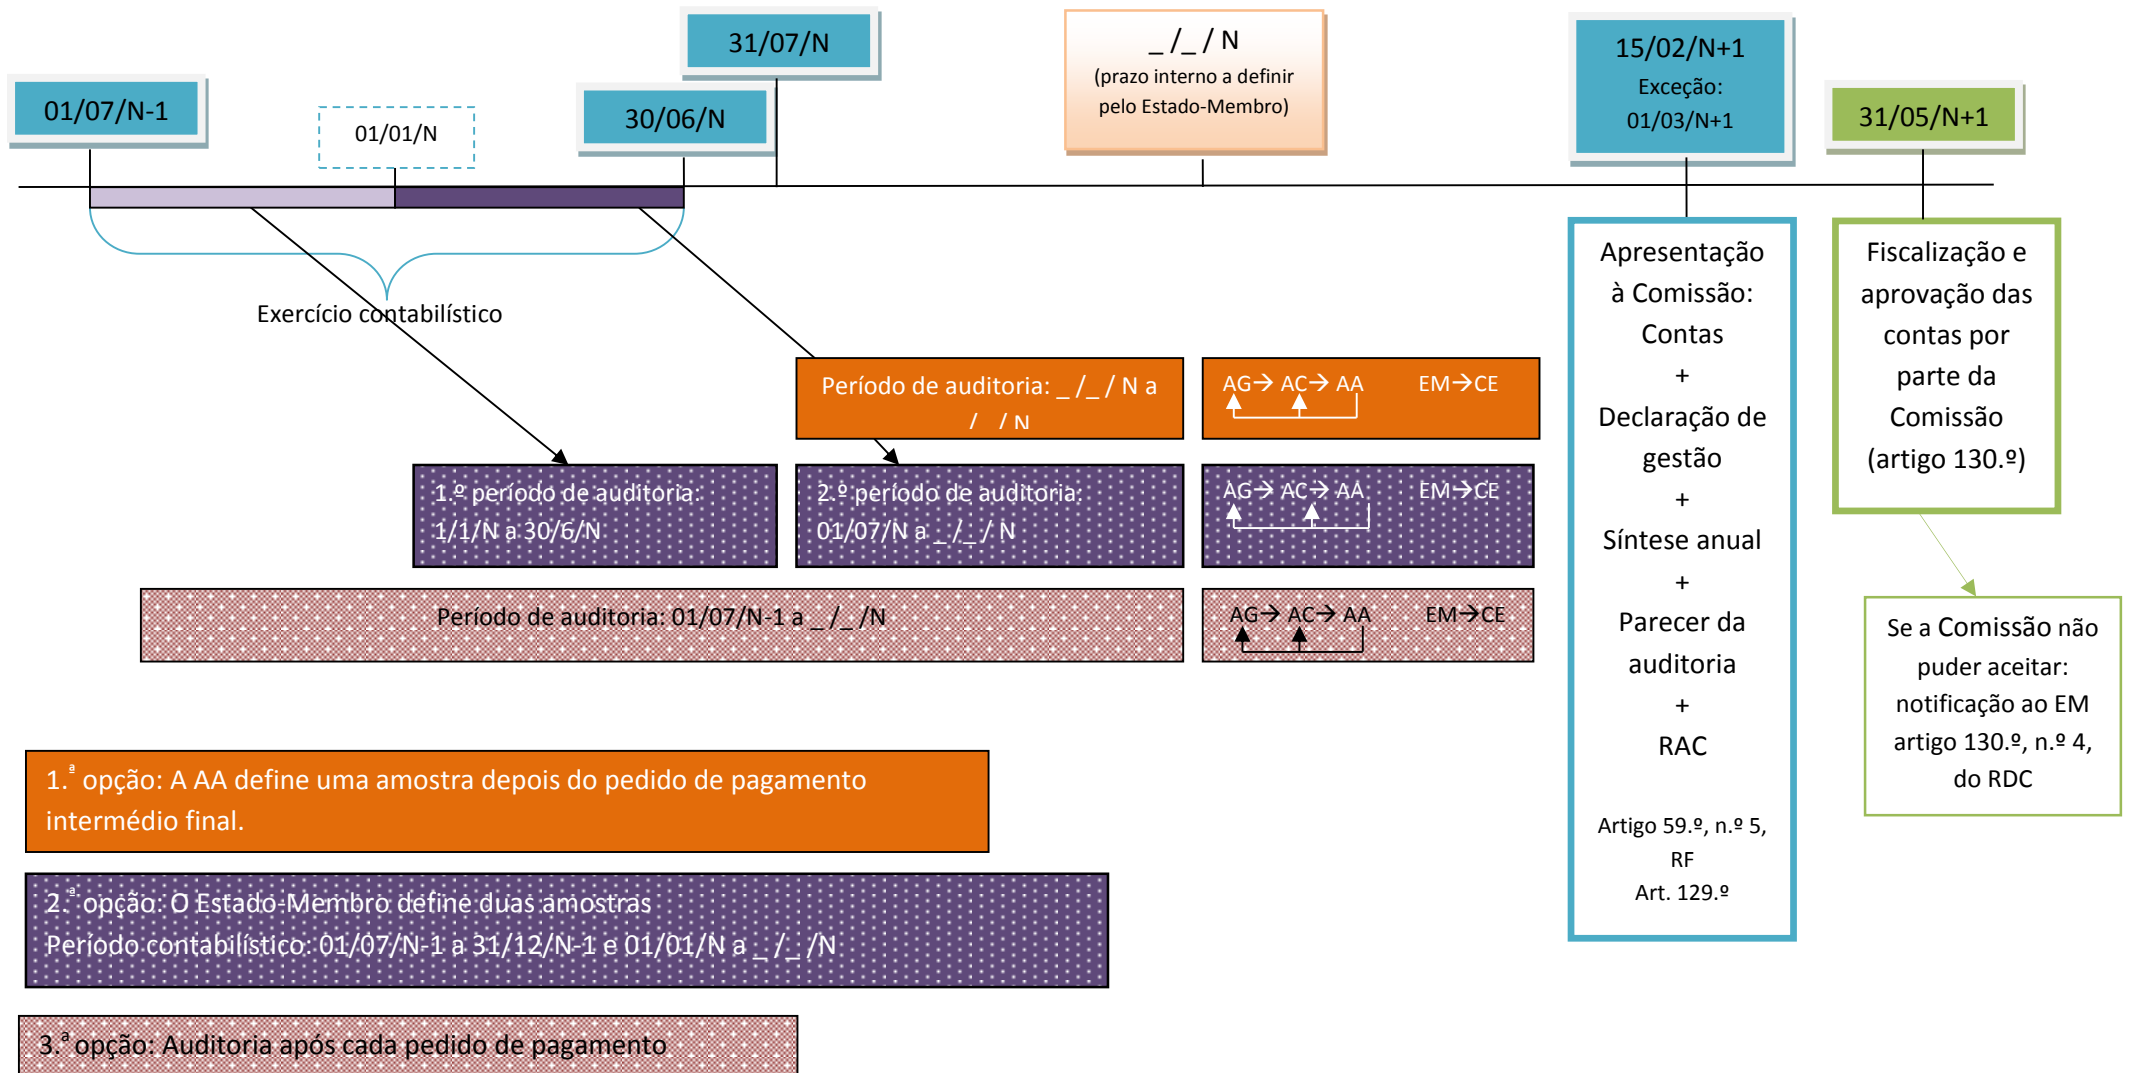 31/07/N
_ /_ / N
(prazo interno a definir
pelo Estado-Membro)
15/02/N+1
Exceção:
01/03/N+1
01/07/N-1
01/01/N
30/06/N
31/05/N+1
Exercício contabilístico
Apresentação
à Comissão:
Contas
+
Declaração de
gestão
+
Síntese anual
+
Parecer da
auditoria
+
RAC
Artigo 59.º, n.º 5,
RF
Art. 129.º
Fiscalização e
aprovação das
contas por
parte da
Comissão
(artigo 130.º)
Período de auditoria: _ /_ / N a
/ / N
AG→ AC→ AA EM→CE
1.º período de auditoria:
1/1/N a 30/6/N
2.º período de auditoria:
01/07/N a _ /_ / N
AG→ AC→ AA EM→CE
Período de auditoria: 01/07/N-1 a _ /_ /N
AG→ AC→ AA EM→CE
Se a Comissão não
puder aceitar:
notificação ao EM
artigo 130.º, n.º 4,
do RDC
1.ª opção: A AA define uma amostra depois do pedido de pagamento
intermédio final.
2.ª opção: O Estado-Membro define duas amostras
Período contabilístico: 01/07/N-1 a 31/12/N-1 e 01/01/N a _ /_ /N
3.ª opção: Auditoria após cada pedido de pagamento